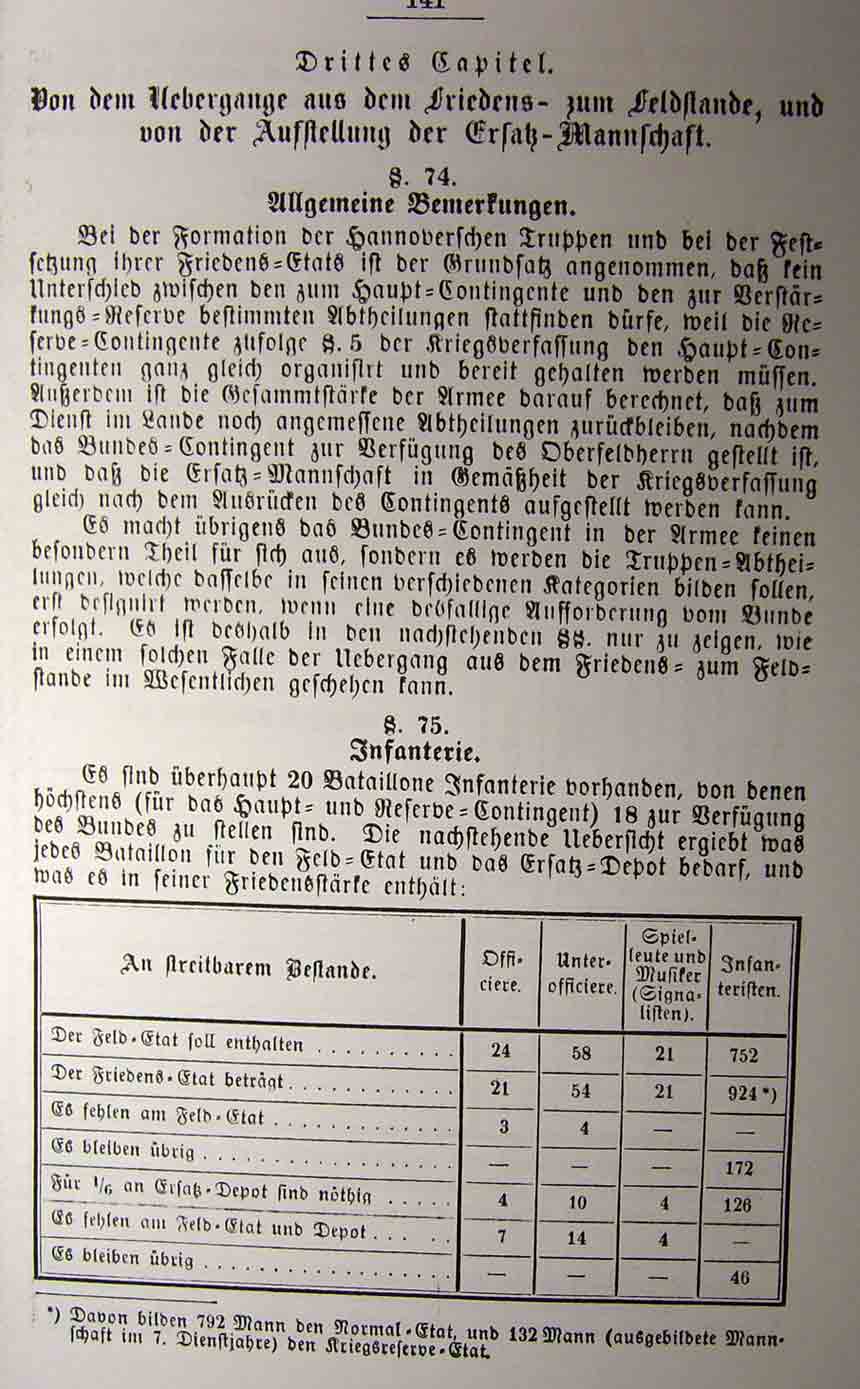 141
Drittes Capitel.
Von dem Uebergange aus dem Friedens- zum Feldstande, und
von der Aufstellung der Ersatz-Mannschaft.
§. 74.
Allgemeine Bemerkungen.
Bei der Formation der Hannoverschen Truppen und bei der Fest-
setzung ihrer Friedens-Etats ist der Grundsatz angenommen, daß kein
Unterschied zwischen den zum Haupt-Contingente und den zur Verstär-
kungs-Reserve bestimmten Abtheilungen stattfinden dürfe, weil die Re-
serve-Contingente zufolge §. 5 der Kriegsverfassung den Haupt-Con-
tingenten ganz gleich organisirt und bereit gehalten werden müssen.
Außerdem ist die Gesammtstärke der Armee darauf berechnet, daß zum
Dienst im Lande noch angemessene Abtheilungen zurückbleiben, nachdem
das Bundes-Contingent zur Verfügung des Oberfeldherrn gestellt ist,
und daß die Ersatz-Mannschaft in Gemäßheit der Kriegsverfassung
gleich nach dem Ausrücken des Contingents aufgestellt werden kann.
Es macht übrigens das Bundes-Contingent in der Armee keinen
besondern Theil für sich aus, sondern es werden die Truppen-Abthei-
lungen, welche dasselbe in seinen verschiedenen Kategorien bilden sollen,
erst designirt werden, wenn eine desfallige Aufforderung vom Bunde
erfolgt. Es ist deshalb in den nachstehenden §§. nur zu zeigen, wie
in einem solchen Falle der Uebergang aus dem Friedens- zum Feld-
stande im Wesentlichen geschehen kann.
§. 75.
Infanterie.
Es sind überhaupt 20 Bataillone Infanterie vorhanden, von denen
höchstens (für das Haupt- und Reserve-Contingent) 18 zur Verfügung
des Bundes zu stellen sind. Die nachstehende Uebersicht ergiebt was
jedes Bataillon für den Feld-Etat und das Ersatz-Depot bedarf, und
was es in seiner Friedensstärke enthält:
An streitbarem Bestande. Offi- ciere. Unter- officiere. Spiel- leute und Musiker (Signa- listen). Infan- teristen.
Der Feld-Etat soll enthalten . . . . . . . . . . 24 58 21 752
Der Friedens-Etat beträgt . . . . . . . . . . . . 21 54 21 924 *)
Es fehlen am Feld-Etat . . . . . . . . . . . . . 3 4 — —
Es bleiben übrig . . . . . . . . . . . . . . . . . — — — 172
Für 1/6 an Ersatz-Depot sind nöthig . . . . . 4 10 4 126
Es fehlen am Feld-Etat und Depot . . . . . . 7 14 4 —
Es bleiben übrig . . . . . . . . . . . . . . . . . — — — 46
*) Davon bilden 792 Mann den Normal-Etat, und 132 Mann (ausgebildete Mann-
schaft im 7. Dienstjahre) den Kriegsreserve-Etat.